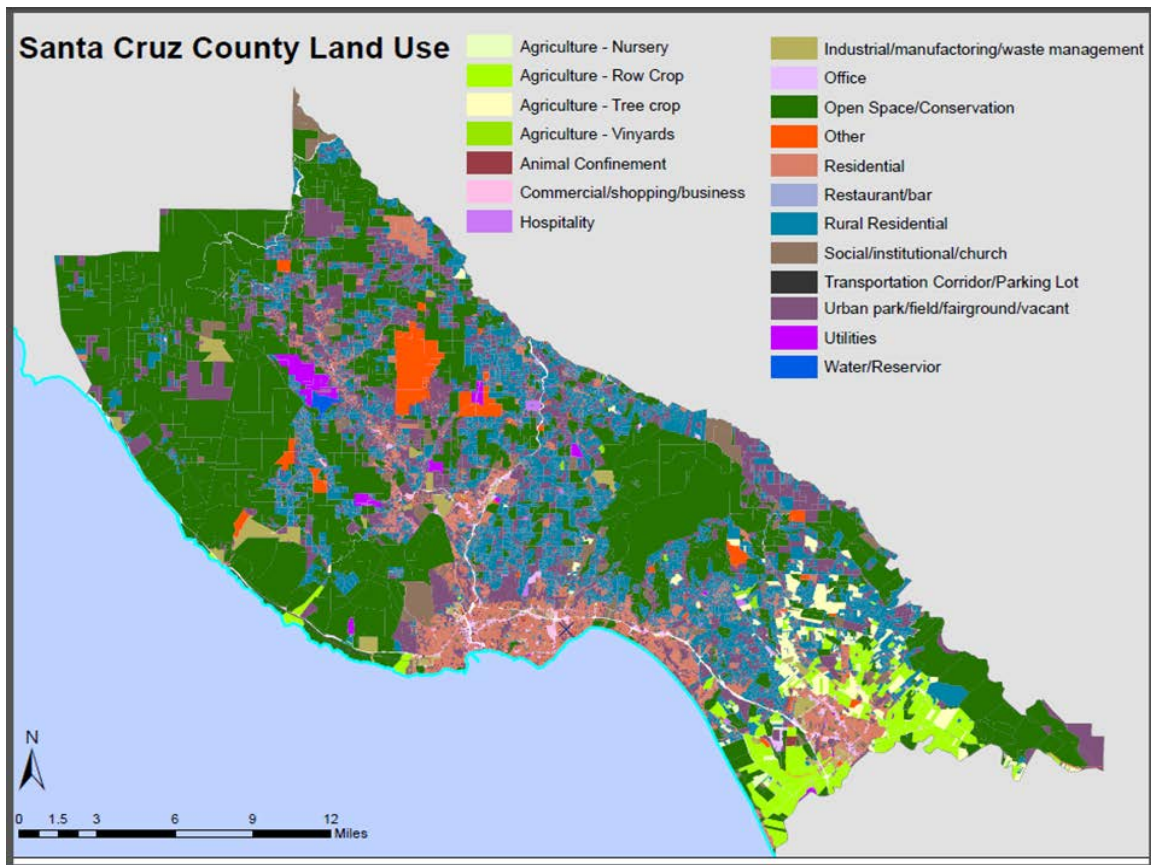 Santa Cruz County Land Use
Agriculture - Nursery
Agriculture - Row Crop
Agriculture - Tree crop
Agriculture - Vinyards
Animal Confinement
Commercial/shopping/business
Hospitality
Industrial/manufactoring/waste management
Office
Open Space/Conservation
Other
Residential
Restaurant/bar
Rural Residential
Social/institutional/church
Transportation Corridor/Parking Lot
Urban park/field/fairground/vacant
Utilities
Water/Reservior
N
0 1.5 3 6 9 12
Miles